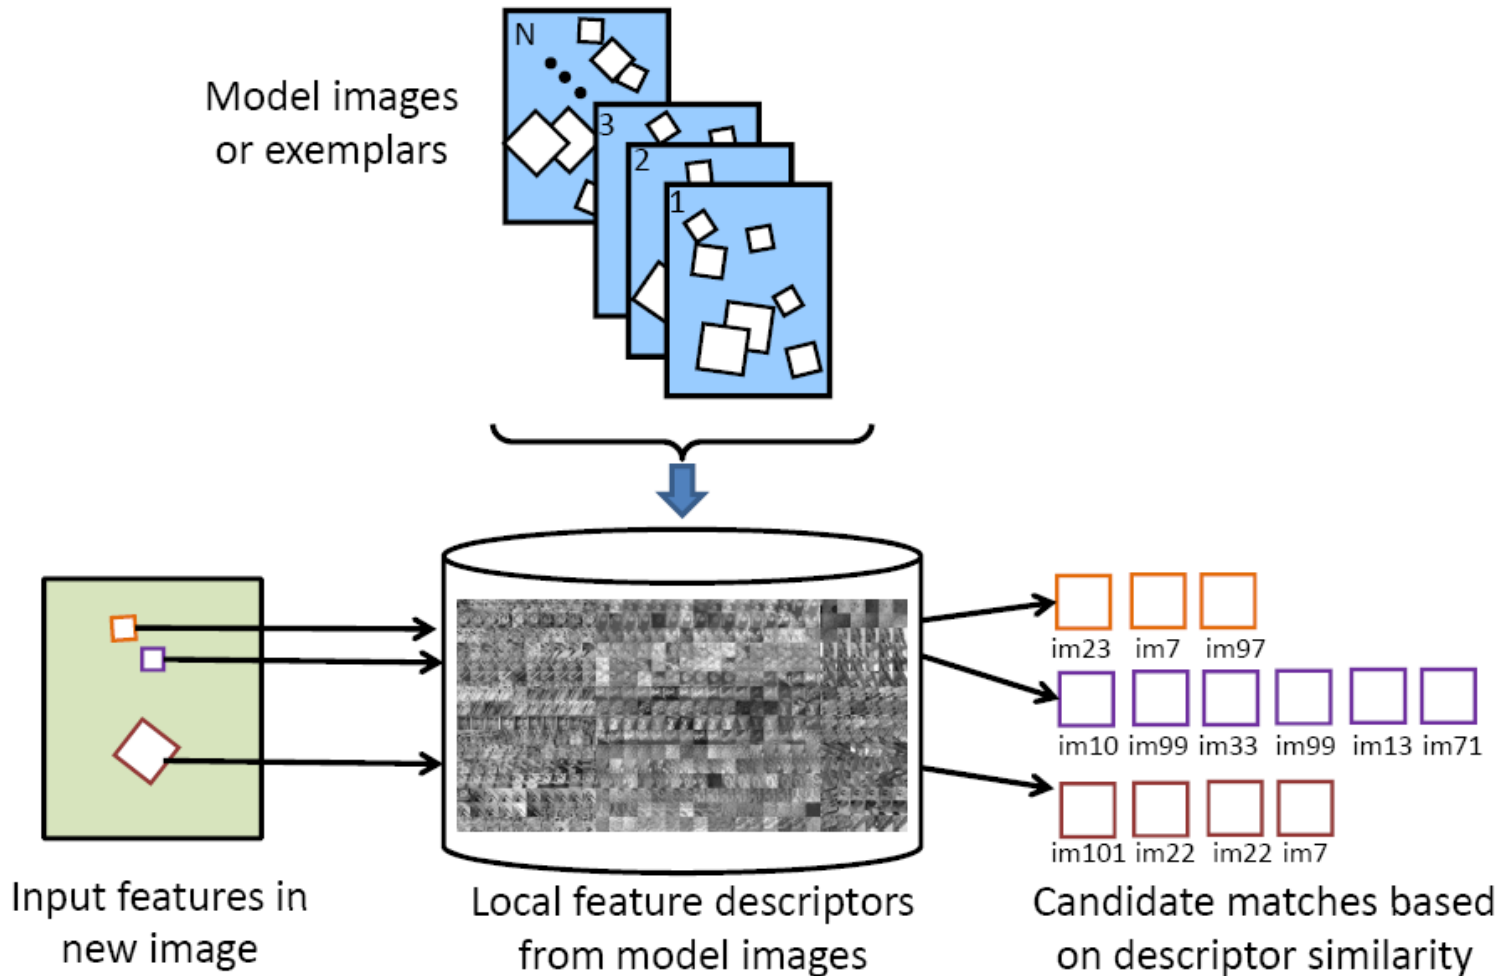 Model images
or exemplars
N
3
2
1
Input features in
new image
Local feature descriptors
from model images
im23 im7 im97
im10 im99 im33 im99 im13 im71
im101 im22 im22 im7
Candidate matches based
on descriptor similarity